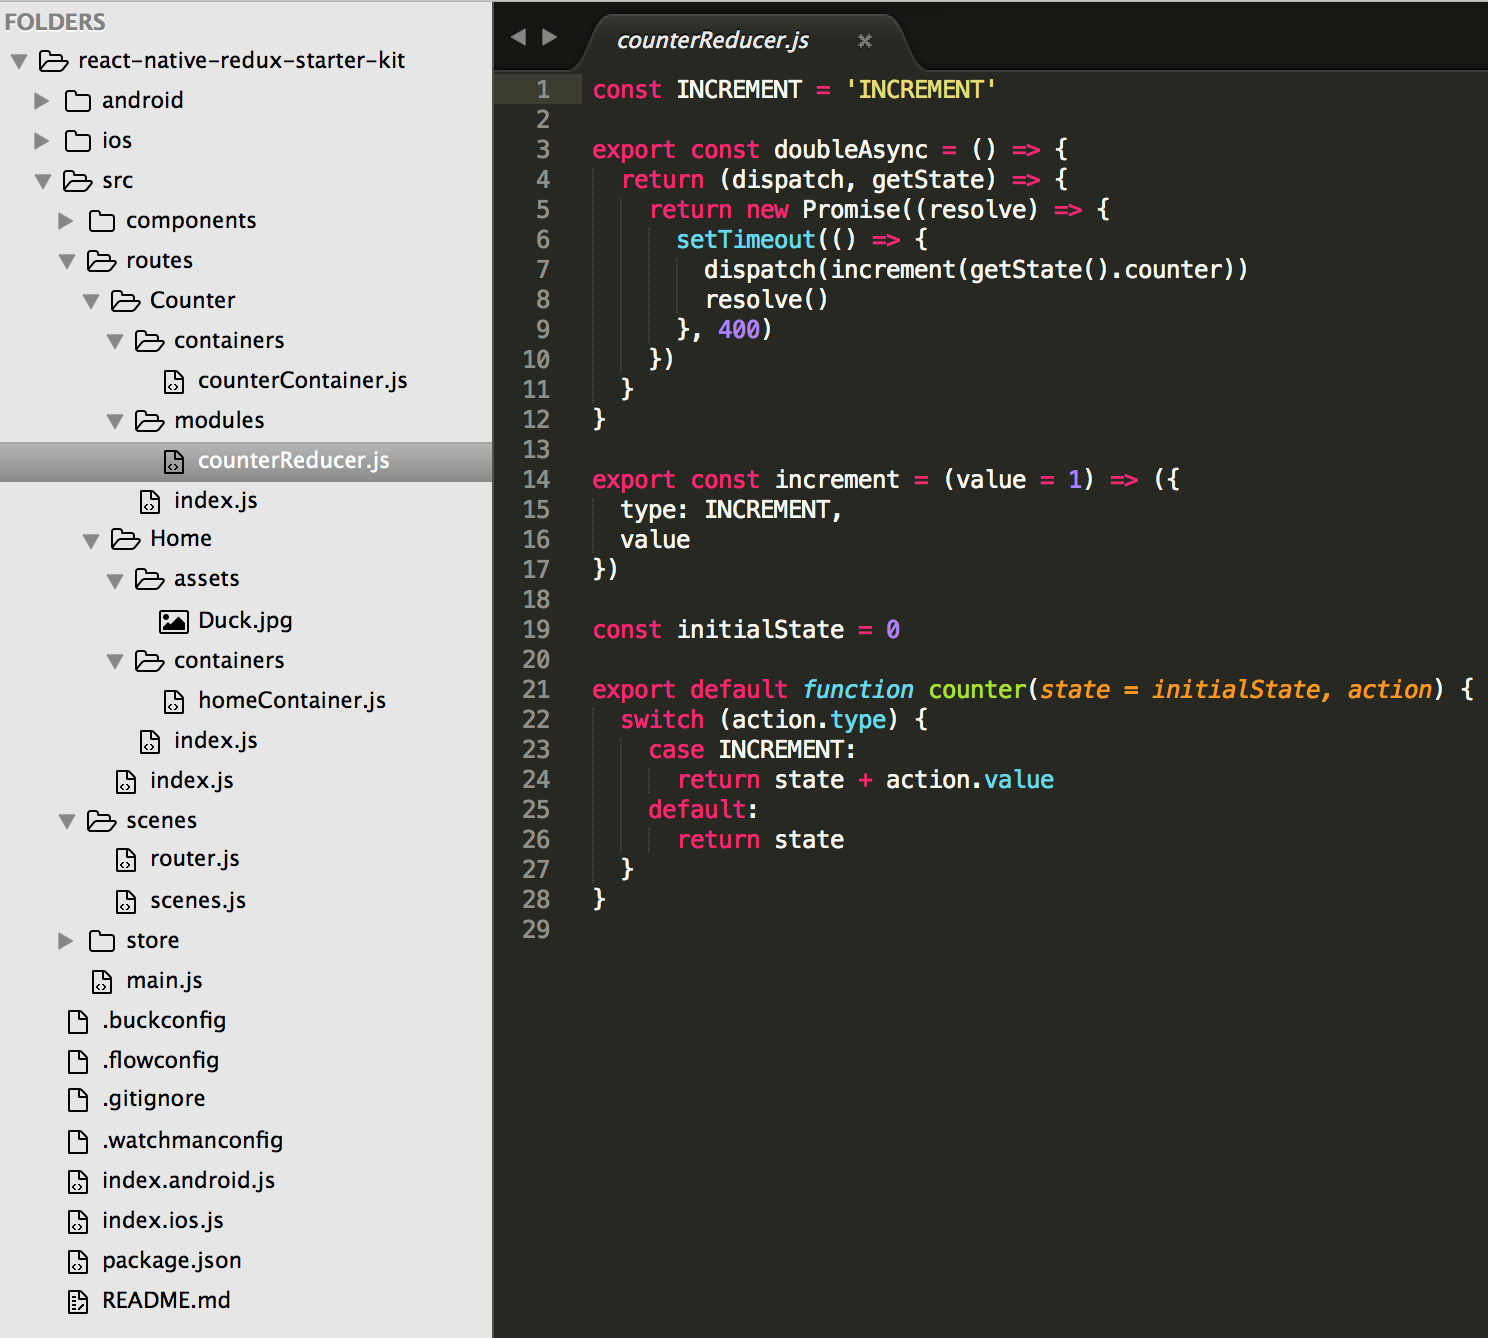 FOLDERS
react-native-redux-starter-kit
android
ios
src
components
routes
Counter
containers
counterContainer.js
modules
counterReducer.js
index.js
Home
assets
Duck.jpg
containers
homeContainer.js
index.js
index.js
scenes
router.js
scenes.js
store
main.js
.buckconfig
.flowconfig
.gitignore
.watchmanconfig
index.android.js
index.ios.js
package.json
README.md
counterReducer.js
1 const INCREMENT = 'INCREMENT'
2
3 export const doubleAsync = () => {
4   return (dispatch, getState) => {
5     return new Promise((resolve) => {
6       setTimeout(() => {
7         dispatch(increment(getState().counter))
8         resolve()
9       }, 400)
10     })
11   }
12 }
13
14 export const increment = (value = 1) => ({
15   type: INCREMENT,
16   value
17 })
18
19 const initialState = 0
20
21 export default function counter(state = initialState, action) {
22   switch (action.type) {
23     case INCREMENT:
24       return state + action.value
25     default:
26       return state
27   }
28 }
29